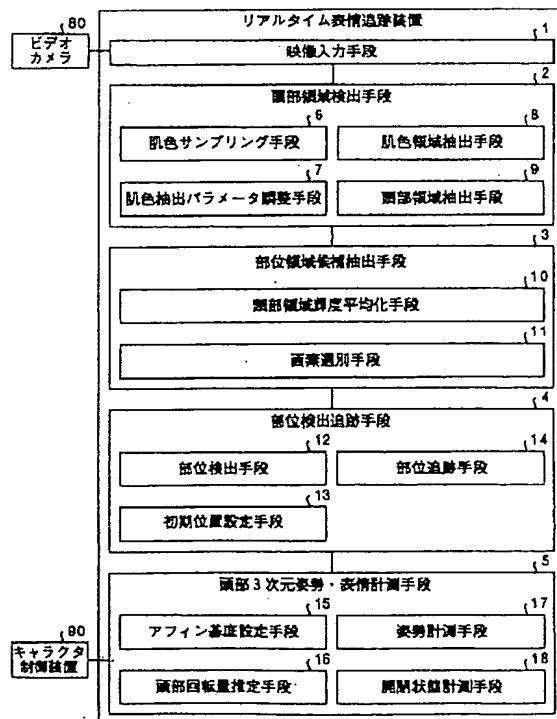 80
ビデオ
カメラ
リアルタイム表情追跡装置
1
映像入力手段
2
頭部領域検出手段
6
肌色サンプリング手段
8
肌色領域抽出手段
7
肌色抽出パラメータ調整手段
9
頭部領域抽出手段
3
部位領域候補抽出手段
10
頭部領域輝度平均化手段
11
画素選別手段
4
部位検出追跡手段
12
部位検出手段
14
部位追跡手段
13
初期位置設定手段
5
頭部3次元姿勢・表情計測手段
15
アフィン基底設定手段
17
姿勢計測手段
16
頭部回転量推定手段
18
開閉状態計測手段
90
キャラクタ
制御装置